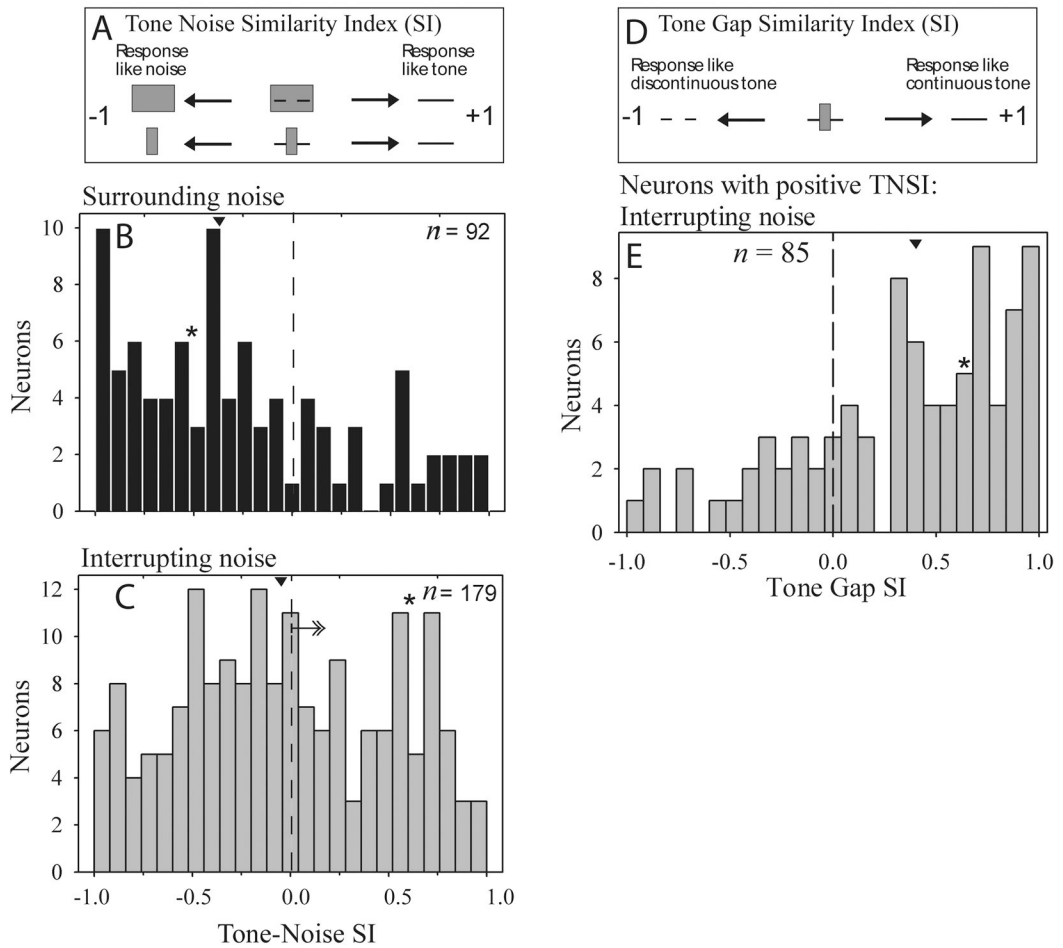 A Tone Noise Similarity Index (SI)
Response like noise
Response like tone
-1
+1
Surrounding noise
B
n = 92
*
Neurons
10
8
6
4
2
0
Interrupting noise
C
n = 179
*
Neurons
12
10
8
6
4
2
0
-1.0 -0.5 0.0 0.5 1.0
Tone-Noise SI
D Tone Gap Similarity Index (SI)
Response like discontinuous tone
Response like continuous tone
-1
+1
Neurons with positive TNSI:
Interrupting noise
E
n = 85
*
Neurons
8
6
4
2
0
-1.0 -0.5 0.0 0.5 1.0
Tone Gap SI